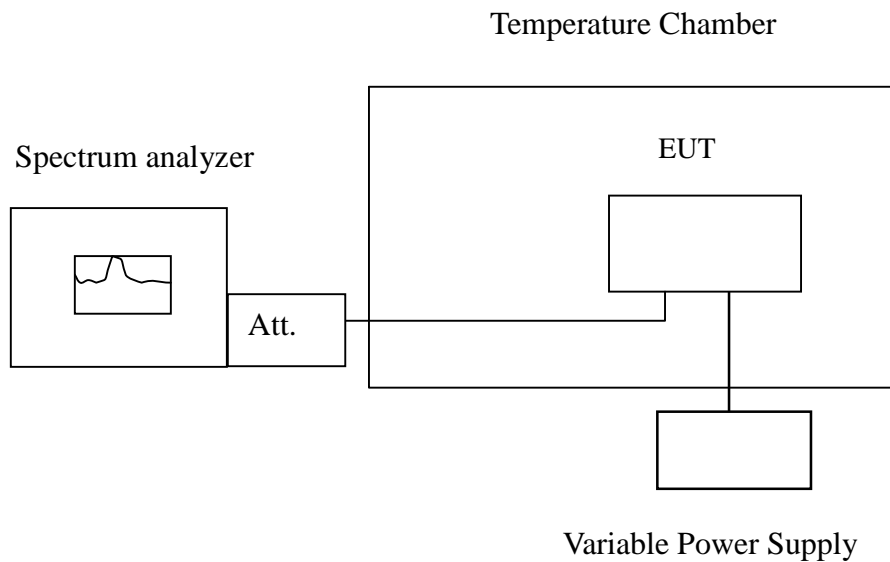 Temperature Chamber
Spectrum analyzer
EUT
Att.
Variable Power Supply